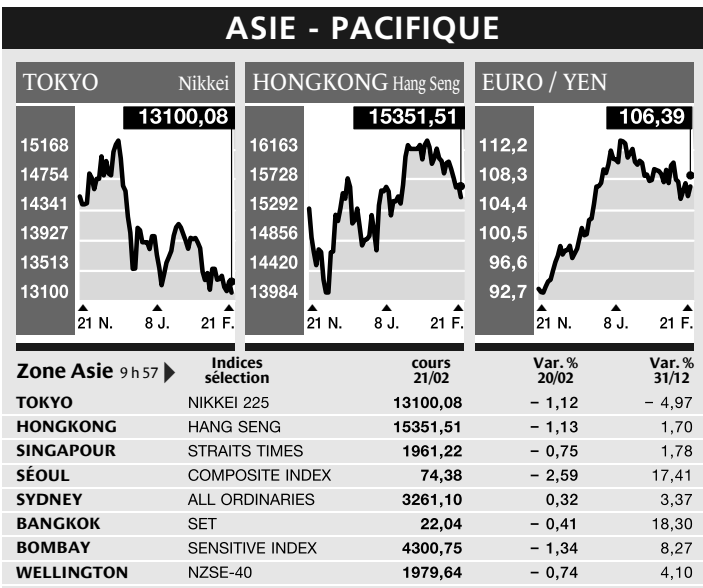 ASIE - PACIFIQUE
TOKYO Nikkei
13100,08
15168
14754
14341
13927
13513
13100
21 N. 8 J. 21 F.
HONGKONG Hang Seng
15351,51
16163
15728
15292
14856
14420
13984
21 N. 8 J. 21 F.
EURO / YEN
106,39
112,2
108,3
104,4
100,5
96,6
92,7
21 N. 8 J. 21 F.
Zone Asie 9 h 57 Indices sélection cours 21/02 Var. % 20/02 Var. % 31/12
TOKYO NIKKEI 225 13100,08 – 1,12 – 4,97
HONGKONG HANG SENG 15351,51 – 1,13 1,70
SINGAPOUR STRAITS TIMES 1961,22 – 0,75 1,78
SÉOUL COMPOSITE INDEX 74,38 – 2,59 17,41
SYDNEY ALL ORDINARIES 3261,10 0,32 3,37
BANGKOK SET 22,04 – 0,41 18,30
BOMBAY SENSITIVE INDEX 4300,75 – 1,34 8,27
WELLINGTON NZSE-40 1979,64 – 0,74 4,10